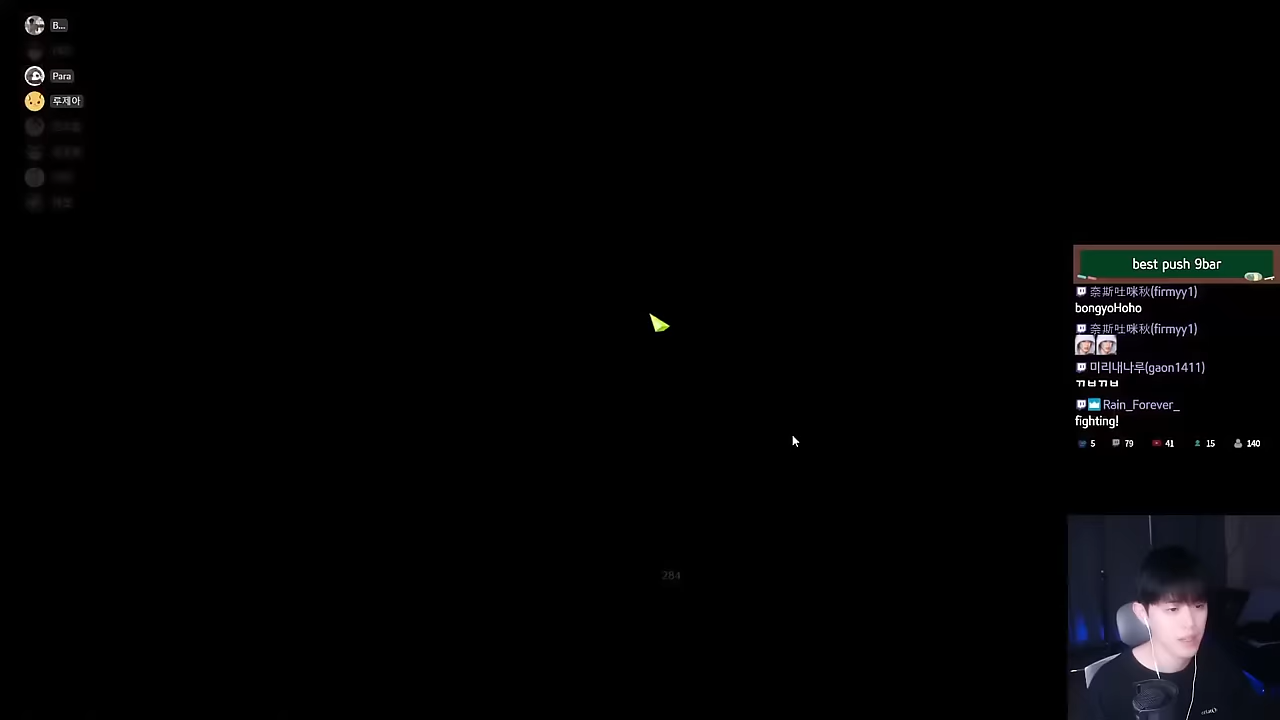 B...
Para
루제아
best push 9bar
奈斯吐咪秋(firmyy1)
bongyoHoho
奈斯吐咪秋(firmyy1)
미리내나루(gaon1411)
ㄲㅂㄲㅂ
Rain_Forever_
fighting!
5 79 41 15 140
284